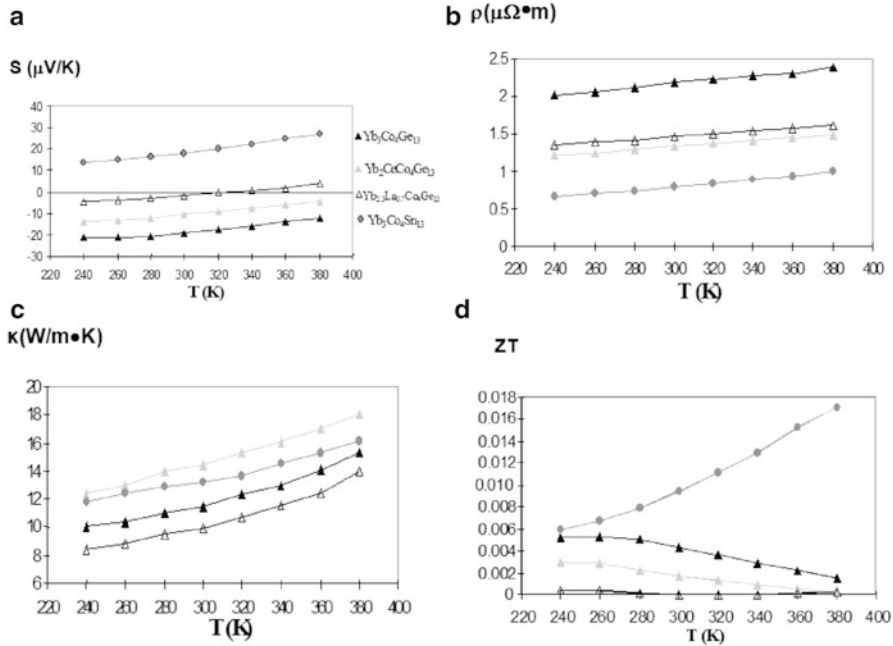 a
S (μV/K)
40
30
20
10
0
-10
-20
-30
220 240 260 280 300 320 340 360 380 400
T (K)
Yb₃Co₄Ge₁₃
Yb₂CeCo₄Ge₁₃
Yb₃Co₄Sn₁₃
b
ρ(μΩ•m)
2.5
2
1.5
1
0.5
0
220 240 260 280 300 320 340 360 380 400
T (K)
c
κ(W/m•K)
20
18
16
14
12
10
8
6
220 240 260 280 300 320 340 360 380 400
T (K)
d
ZT
0.018
0.016
0.014
0.012
0.01
0.008
0.006
0.004
0.002
0
220 240 260 280 300 320 340 360 380 400
T (K)